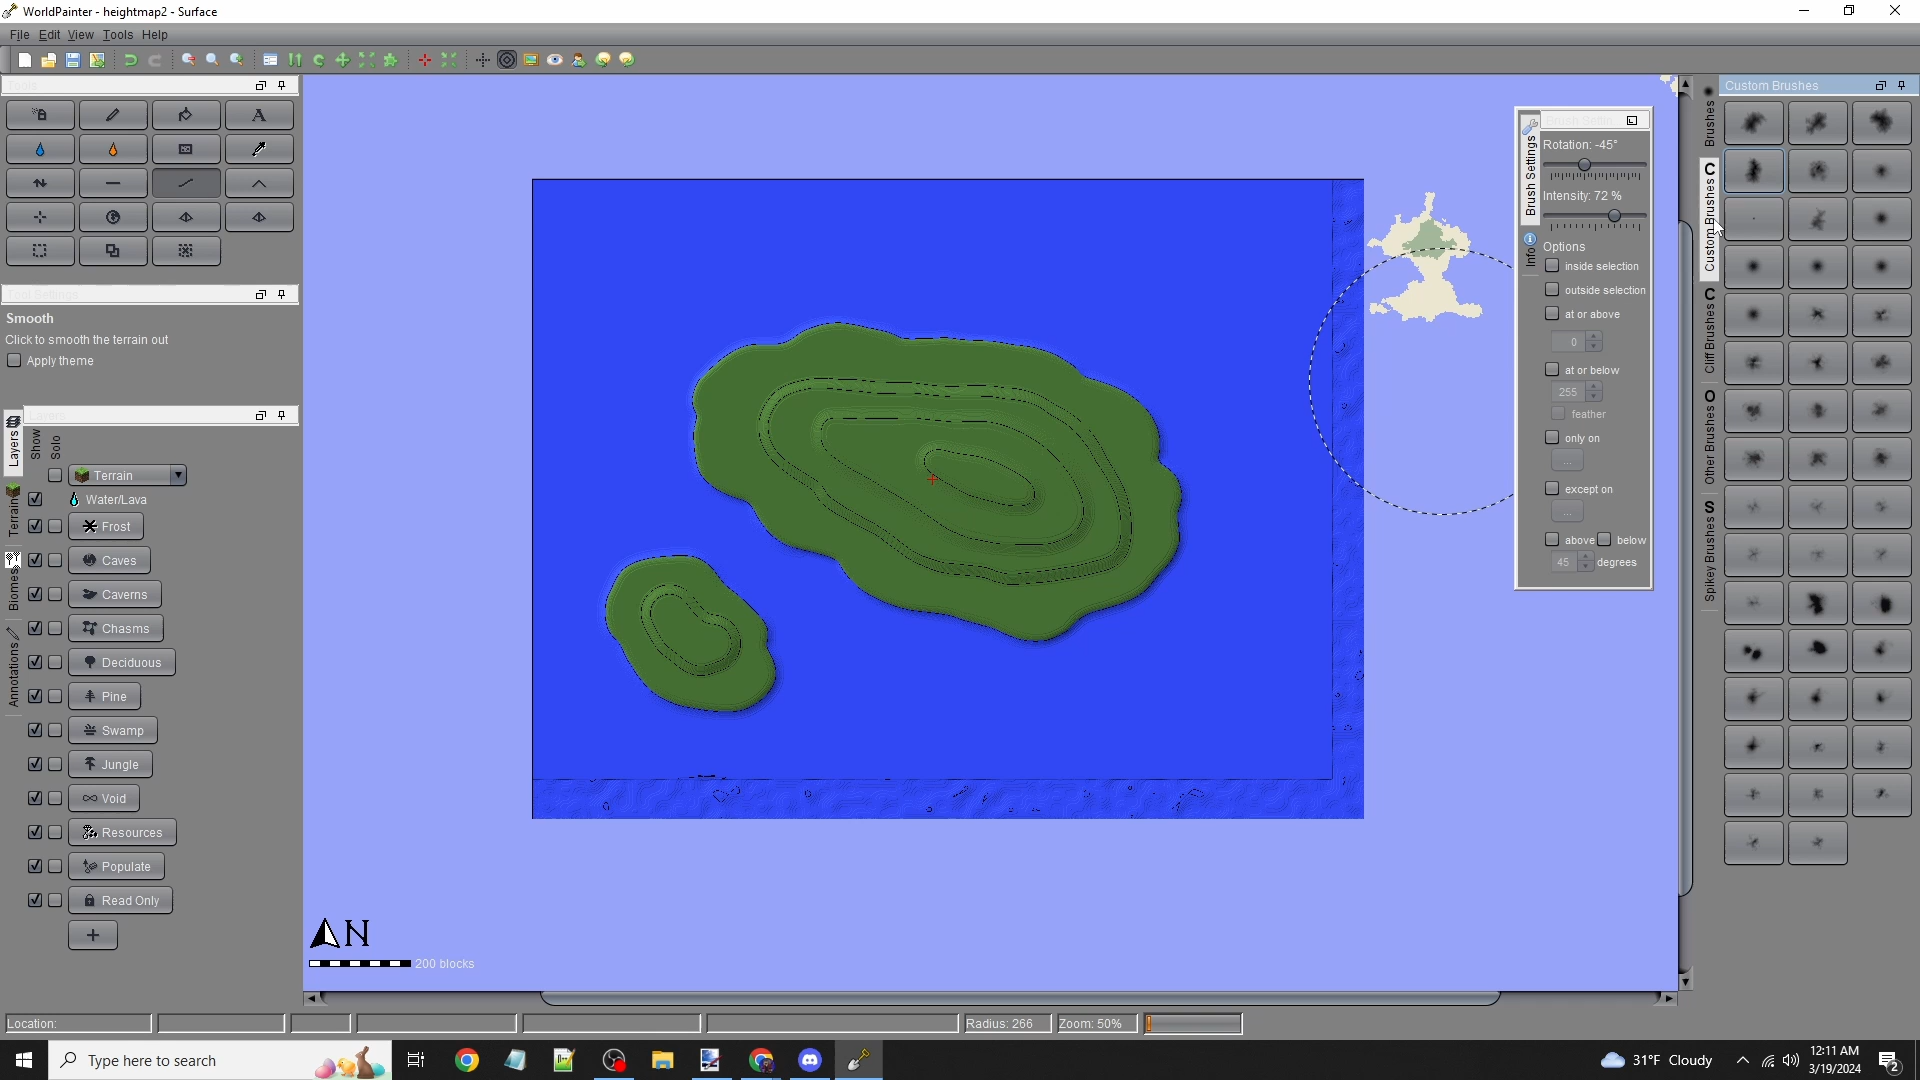 WorldPainter - heightmap2 - Surface
File Edit View Tools Help
Tools
Tool Settings
Smooth
Click to smooth the terrain out
Apply theme
Layers
Layers
Terrain
Biomes
Annotations
Show
Solo
Terrain
Water/Lava
Frost
Caves
Caverns
Chasms
Deciduous
Pine
Swamp
Jungle
Void
Resources
Populate
Read Only
+
N
200 blocks
Brush Settings
Info
Rotation: -45°
Intensity: 72 %
Options
inside selection
outside selection
at or above
0
at or below
255
feather
only on
...
except on
...
above below
45 degrees
Brushes
C Custom Brushes
C Cliff Brushes
O Other Brushes
S Spikey Brushes
Custom Brushes
Location:
Radius: 266
Zoom: 50%
Type here to search
31°F Cloudy
12:11 AM
3/19/2024
2